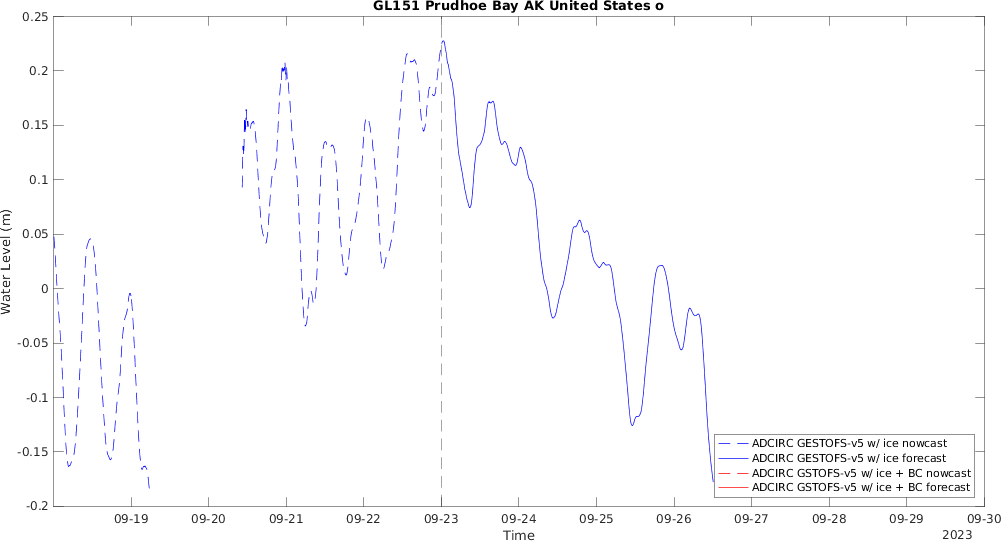 GL151 Prudhoe Bay AK United States o
0.25
0.2
0.15
0.1
0.05
0
-0.05
-0.1
-0.15
-0.2
Water Level (m)
ADCIRC GESTOFS-v5 w/ ice nowcast
ADCIRC GESTOFS-v5 w/ ice forecast
ADCIRC GSTOFS-v5 w/ ice + BC nowcast
ADCIRC GSTOFS-v5 w/ ice + BC forecast
09-19 09-20 09-21 09-22 09-23 09-24 09-25 09-26 09-27 09-28 09-29 09-30
Time
2023